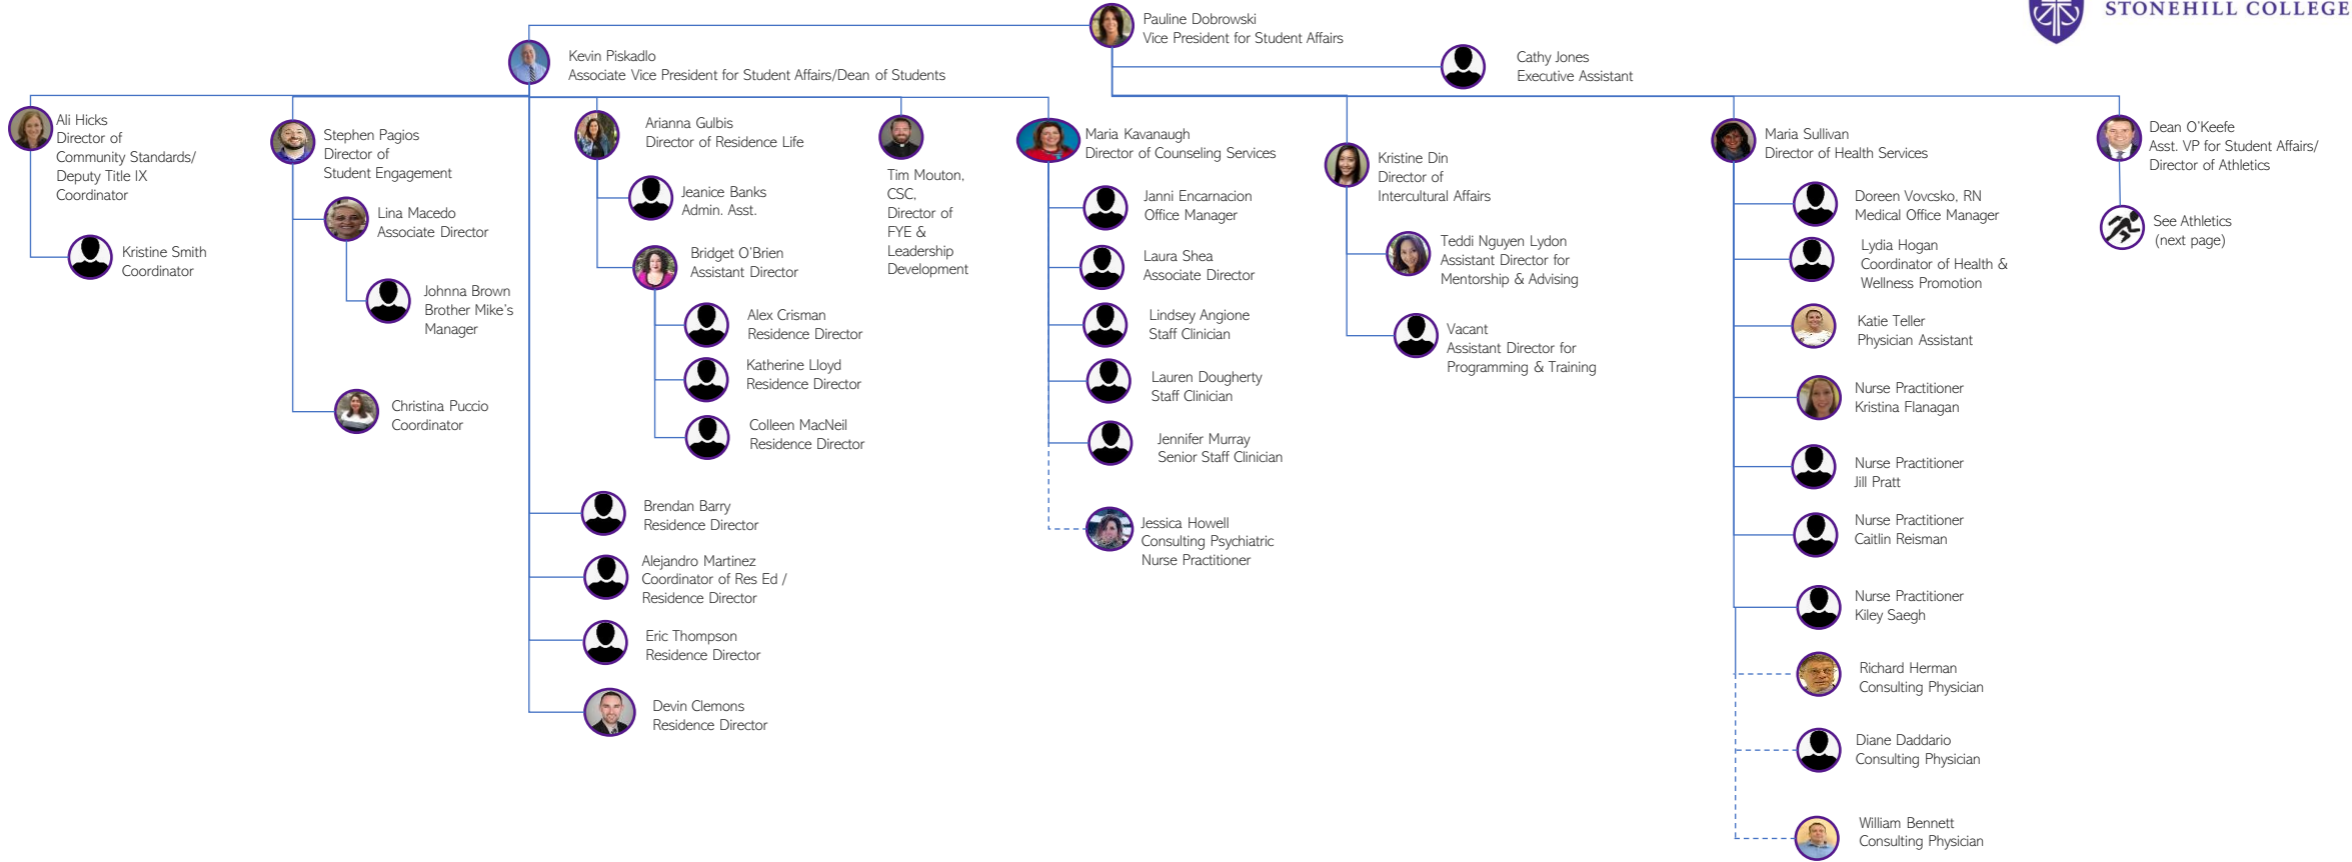 STONEHILL COLLEGE
Pauline Dobrowski
Vice President for Student Affairs
Kevin Piskadlo
Associate Vice President for Student Affairs/Dean of Students
Cathy Jones
Executive Assistant
Ali Hicks
Director of
Community Standards/
Deputy Title IX
Coordinator
Kristine Smith
Coordinator
Stephen Pagios
Director of
Student Engagement
Lina Macedo
Associate Director
Johnna Brown
Brother Mike's
Manager
Christina Puccio
Coordinator
Arianna Gulbis
Director of Residence Life
Jeanice Banks
Admin. Asst.
Bridget O'Brien
Assistant Director
Alex Crisman
Residence Director
Katherine Lloyd
Residence Director
Colleen MacNeil
Residence Director
Brendan Barry
Residence Director
Alejandro Martinez
Coordinator of Res Ed /
Residence Director
Eric Thompson
Residence Director
Devin Clemons
Residence Director
Tim Mouton,
CSC,
Director of
FYE &
Leadership
Development
Maria Kavanaugh
Director of Counseling Services
Janni Encarnacion
Office Manager
Laura Shea
Associate Director
Lindsey Angione
Staff Clinician
Lauren Dougherty
Staff Clinician
Jennifer Murray
Senior Staff Clinician
Jessica Howell
Consulting Psychiatric
Nurse Practitioner
Kristine Din
Director of
Intercultural Affairs
Teddi Nguyen Lydon
Assistant Director for
Mentorship & Advising
Vacant
Assistant Director for
Programming & Training
Maria Sullivan
Director of Health Services
Doreen Vovcsko, RN
Medical Office Manager
Lydia Hogan
Coordinator of Health &
Wellness Promotion
Katie Teller
Physician Assistant
Nurse Practitioner
Kristina Flanagan
Nurse Practitioner
Jill Pratt
Nurse Practitioner
Caitlin Reisman
Nurse Practitioner
Kiley Saegh
Richard Herman
Consulting Physician
Diane Daddario
Consulting Physician
William Bennett
Consulting Physician
Dean O'Keefe
Asst. VP for Student Affairs/
Director of Athletics
See Athletics
(next page)